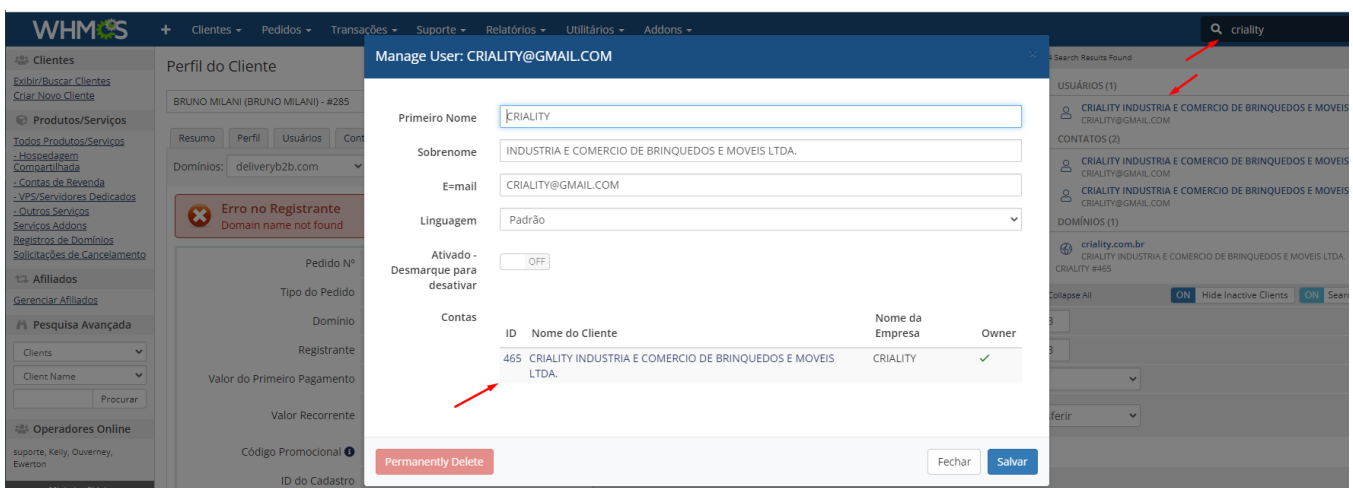 WHMCS
+ Clientes Pedidos Transações Suporte Relatórios Utilitários Addons
criality
Clientes
Exibir/Buscar Clientes
Criar Novo Cliente
Produtos/Serviços
Todos Produtos/Serviços
- Hospedagem
Compartilhada
- Contas de Revenda
- VPS/Servidores Dedicados
- Outros Serviços
Serviços Addons
Registros de Domínios
Solicitações de Cancelamento
Afiliados
Gerenciar Afiliados
Pesquisa Avançada
Clients
Client Name
Procurar
Operadores Online
suporte, Kelly, Ouverney,
Ewerton
Perfil do Cliente
BRUNO MILANI (BRUNO MILANI) - #285
Resumo Perfil Usuários Cont
Domínios: deliveryb2b.com
Erro no Registrante
Domain name not found
Pedido Nº
Tipo do Pedido
Domínio
Registrante
Valor do Primeiro Pagamento
Valor Recorrente
Código Promocional
ID do Cadastro
Manage User: CRIALITY@GMAIL.COM
×
Primeiro Nome CRIALITY
Sobrenome INDUSTRIA E COMERCIO DE BRINQUEDOS E MOVEIS LTDA.
E=mail CRIALITY@GMAIL.COM
Linguagem Padrão
Ativado -
Desmarque para
desativar
OFF
Contas
ID Nome do Cliente Nome da
Empresa Owner
465 CRIALITY INDUSTRIA E COMERCIO DE BRINQUEDOS E MOVEIS
LTDA. CRIALITY
Permanently Delete Fechar Salvar
Search Results Found
USUÁRIOS (1)
CRIALITY INDUSTRIA E COMERCIO DE BRINQUEDOS E MOVEIS
CRIALITY@GMAIL.COM
CONTATOS (2)
CRIALITY INDUSTRIA E COMERCIO DE BRINQUEDOS E MOVEIS
CRIALITY@GMAIL.COM
CRIALITY INDUSTRIA E COMERCIO DE BRINQUEDOS E MOVEIS
CRIALITY@GMAIL.COM
DOMÍNIOS (1)
criality.com.br
CRIALITY INDUSTRIA E COMERCIO DE BRINQUEDOS E MOVEIS LTDA.
CRIALITY #465
Collapse All ON Hide Inactive Clients ON Sear
3
3
ferir